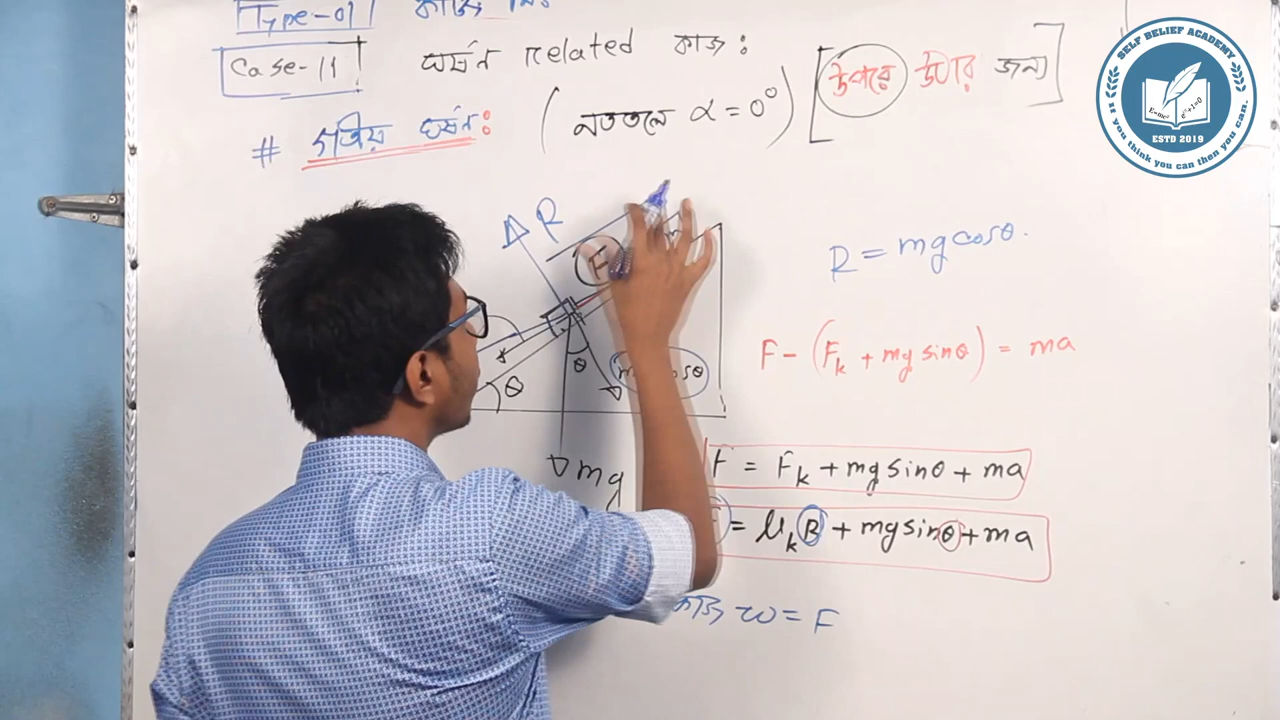 Type-01 কাজ
Case-11 ঘর্ষন related কাজ:
# গতিয় ঘর্ষন: (নততলে α = 0°) [উপরে উঠার জন্য]
R
F
θ
θ
mg
R = mg cosθ.
F - (Fk + mg sinθ) = ma
F = Fk + mg sinθ + ma
= μk R + mg sinθ + ma
কাজ w = F
SELF BELIEF ACADEMY
ESTD 2019
If you think you can then you can.